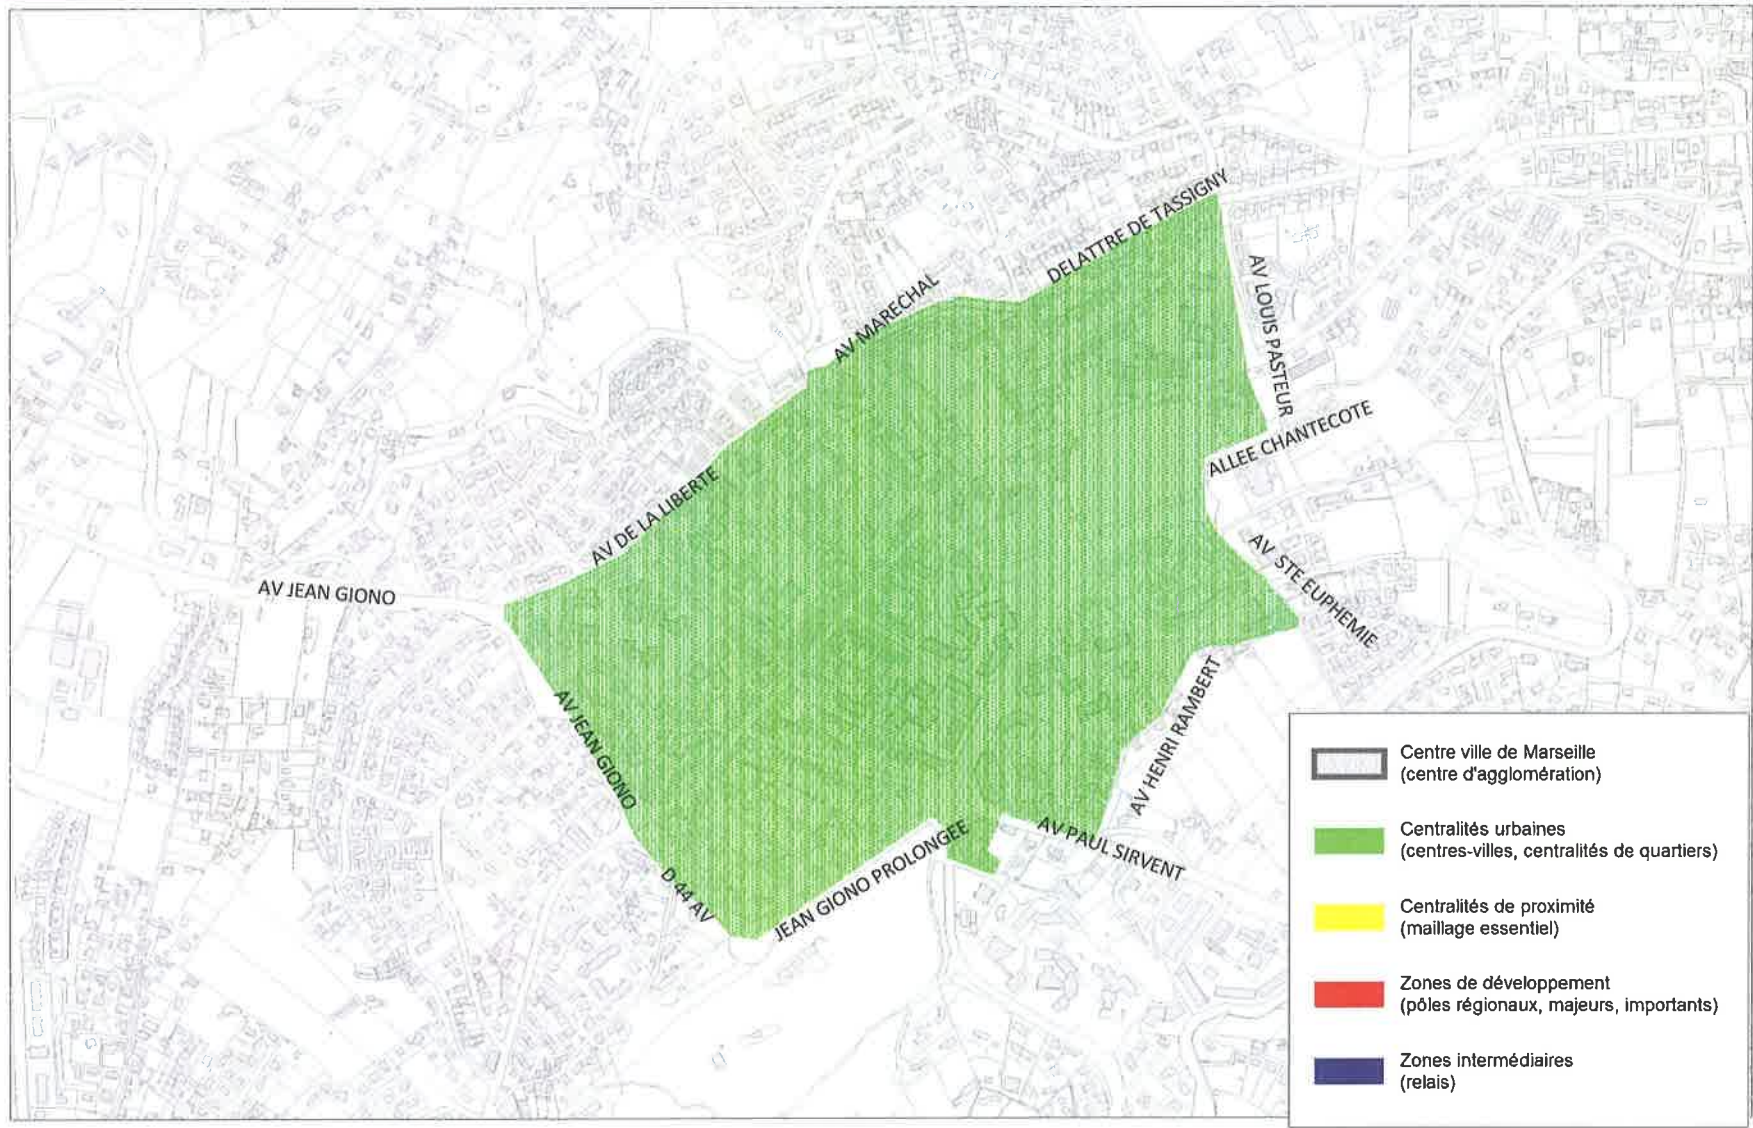 DELATTRE DE TASSIGNY
AV MARECHAL
AV LOUIS PASTEUR
ALLEE CHANTECOTE
AV DE LA LIBERTE
AV STE EUPHEMIE
AV JEAN GIONO
AV JEAN GIONO
AV HENRI RAMBERT
AV PAUL SIRVENT
JEAN GIONO PROLONGEE
D 44 AV
Centre ville de Marseille
(centre d'agglomération)
Centralités urbaines
(centres-villes, centralités de quartiers)
Centralités de proximité
(maillage essentiel)
Zones de développement
(pôles régionaux, majeurs, importants)
Zones intermédiaires
(relais)